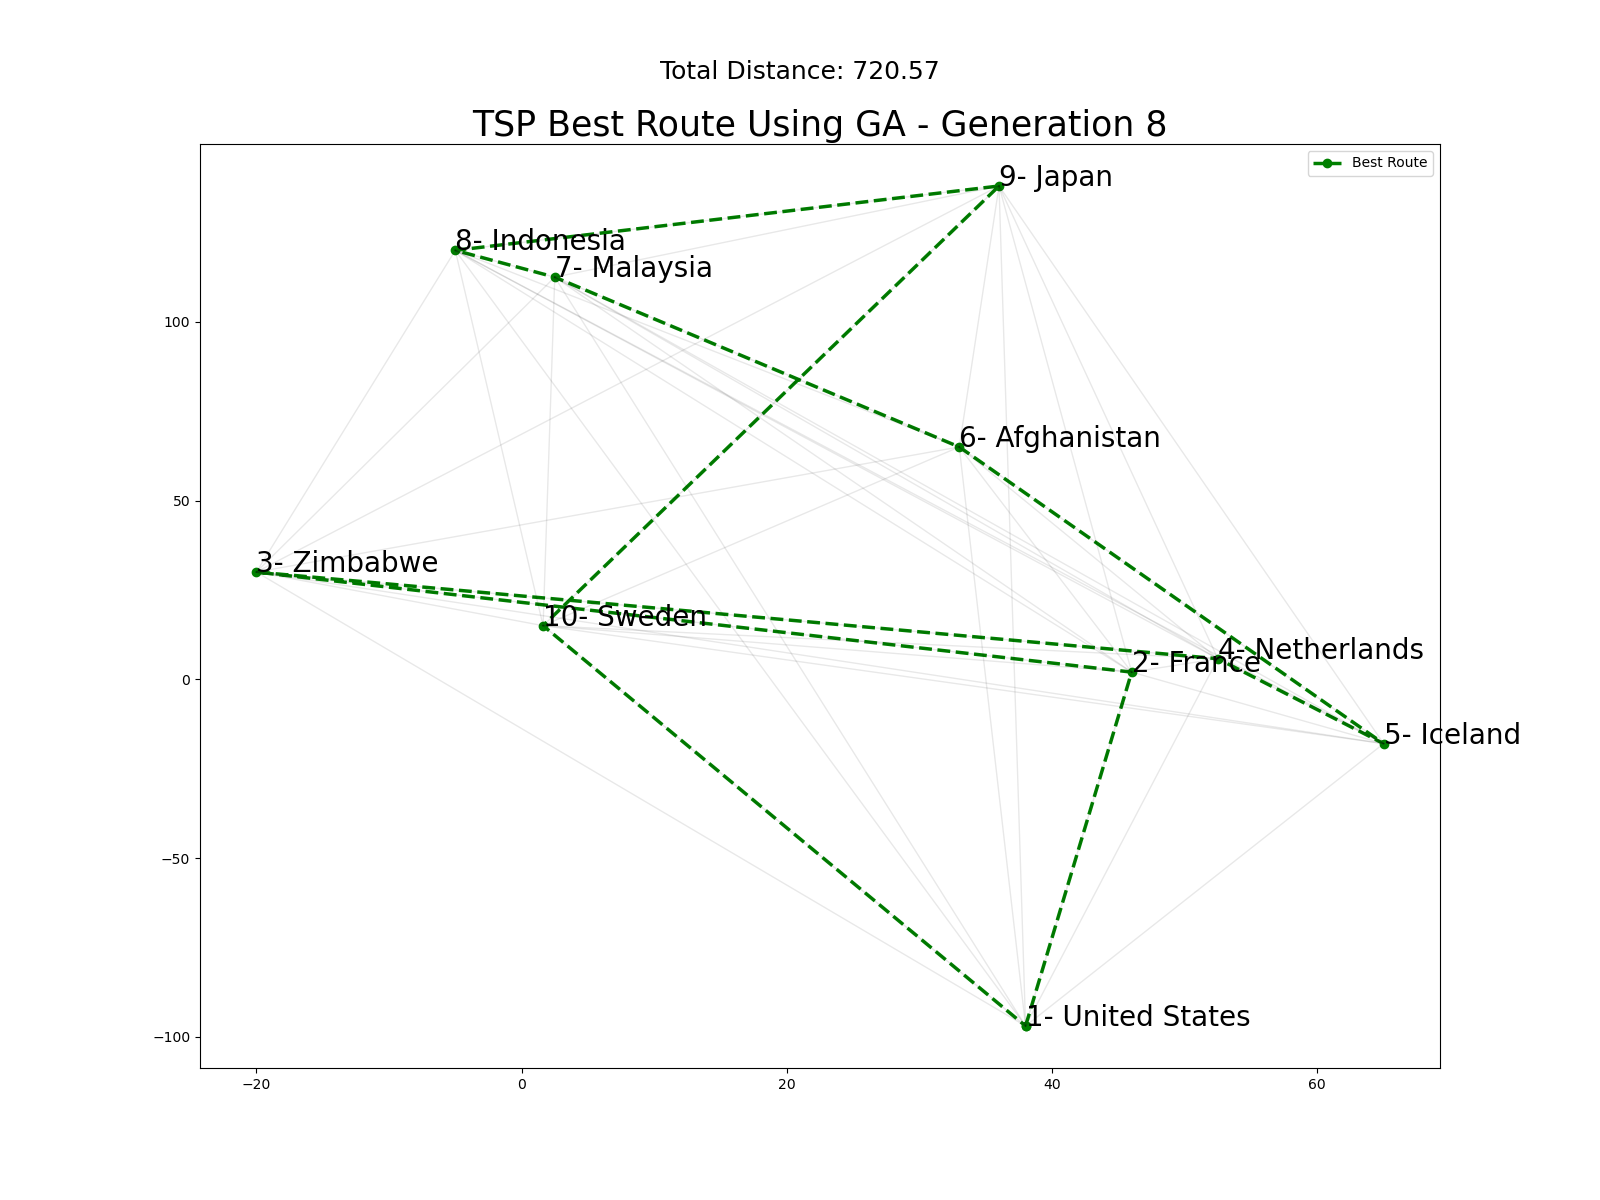 Total Distance: 720.57
TSP Best Route Using GA - Generation 8
Best Route
9- Japan
8- Indonesia
7- Malaysia
100
6- Afghanistan
50
3- Zimbabwe
10- Sweden
4- Netherlands
2- France
0
5- Iceland
−50
1- United States
−100
−20 0 20 40 60